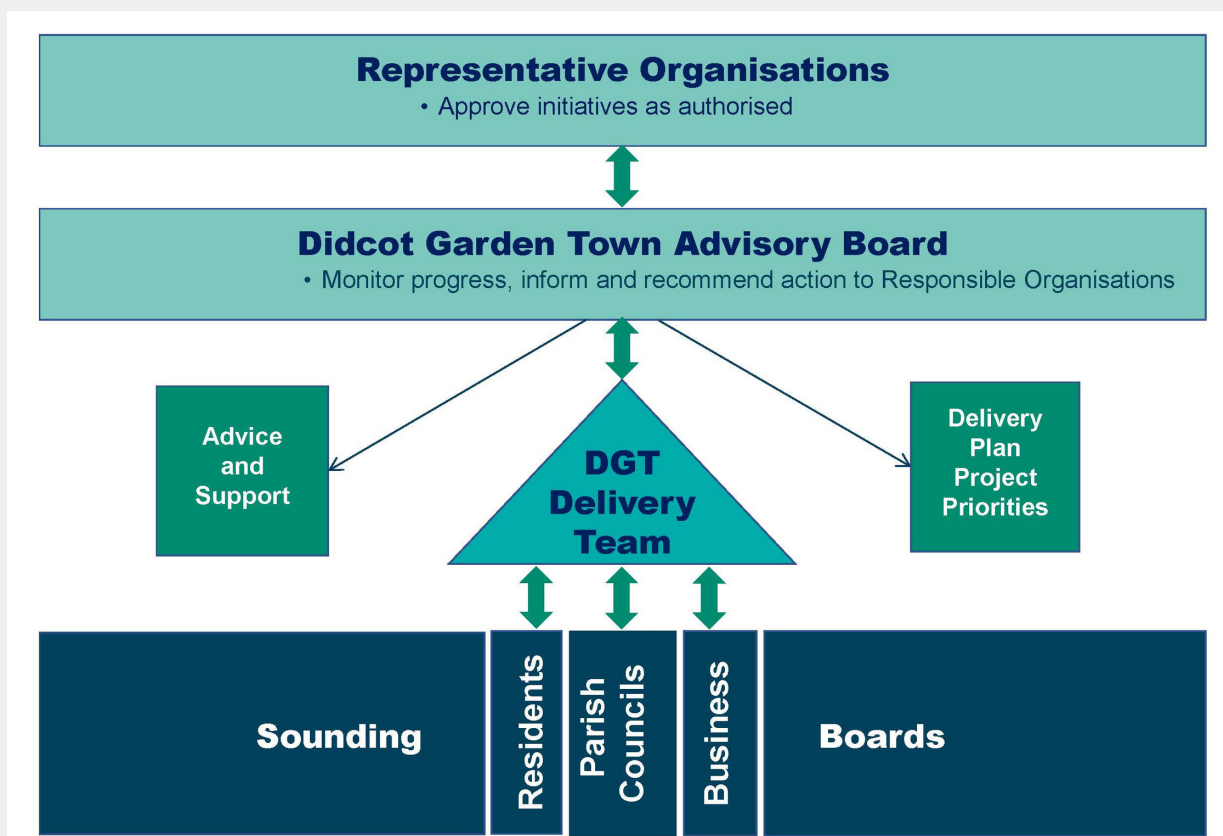 Representative Organisations
• Approve initiatives as authorised
Didcot Garden Town Advisory Board
• Monitor progress, inform and recommend action to Responsible Organisations
Advice
and
Support
DGT
Delivery
Team
Delivery
Plan
Project
Priorities
Sounding
Residents
Parish
Councils
Business
Boards